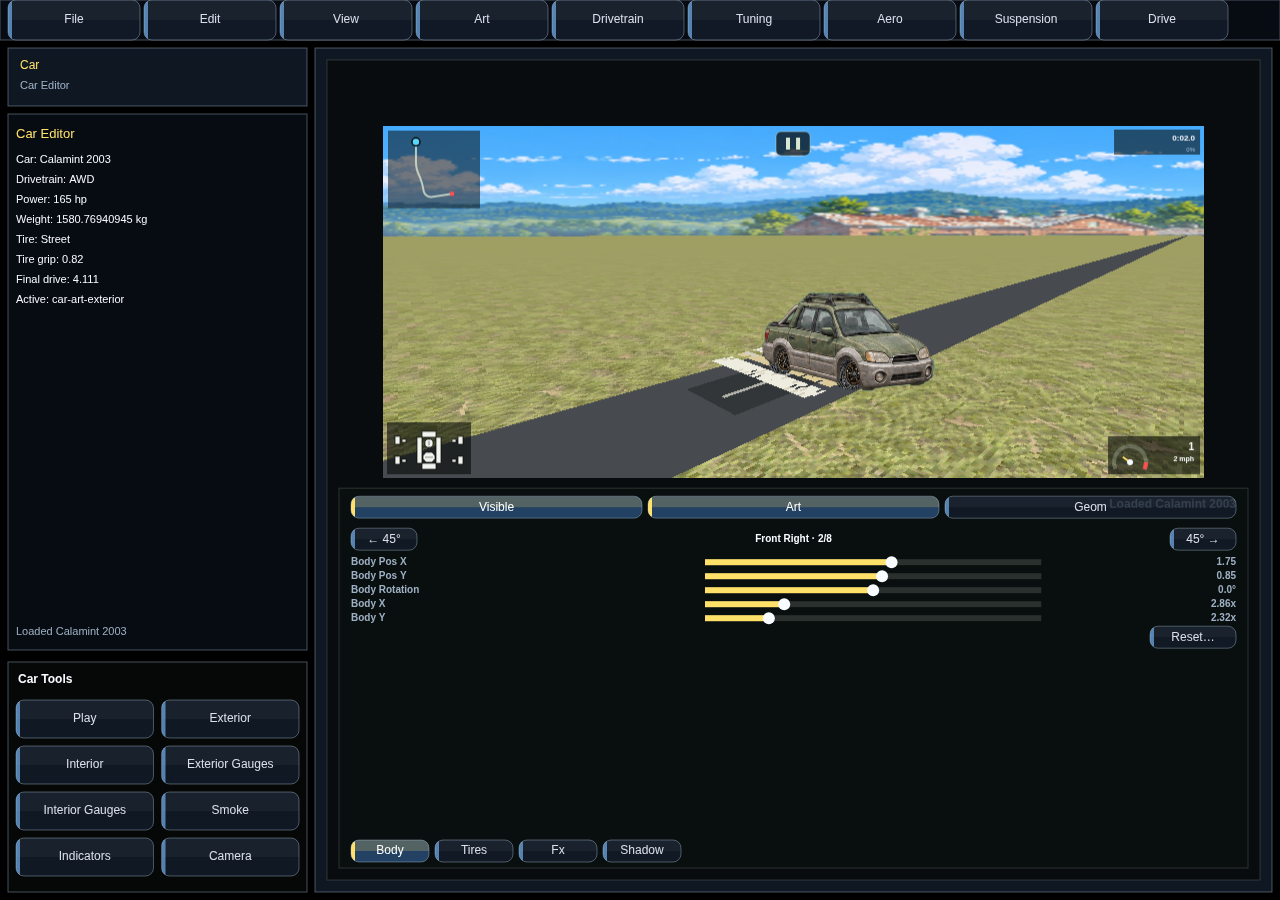 File
Edit
View
Art
Drivetrain
Tuning
Aero
Suspension
Drive
Car
Car Editor
Car Editor
Car: Calamint 2003
Drivetrain: AWD
Power: 165 hp
Weight: 1580.76940945 kg
Tire: Street
Tire grip: 0.82
Final drive: 4.111
Active: car-art-exterior
Loaded Calamint 2003
Car Tools
Play
Exterior
Interior
Exterior Gauges
Interior Gauges
Smoke
Indicators
Camera
0:02.0
0%
1
2 mph
Visible
Art
Geom
Loaded Calamint 2003
← 45°
Front Right · 2/8
45° →
Body Pos X 1.75
Body Pos Y 0.85
Body Rotation 0.0°
Body X 2.86x
Body Y 2.32x
Reset…
Body
Tires
Fx
Shadow